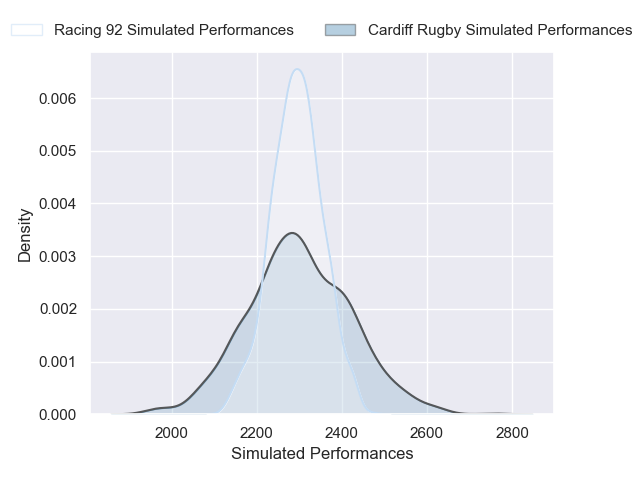 Racing 92 Simulated Performances
Cardiff Rugby Simulated Performances
0.006
0.005
0.004
0.003
0.002
0.001
0.000
Density
2000 2200 2400 2600 2800
Simulated Performances